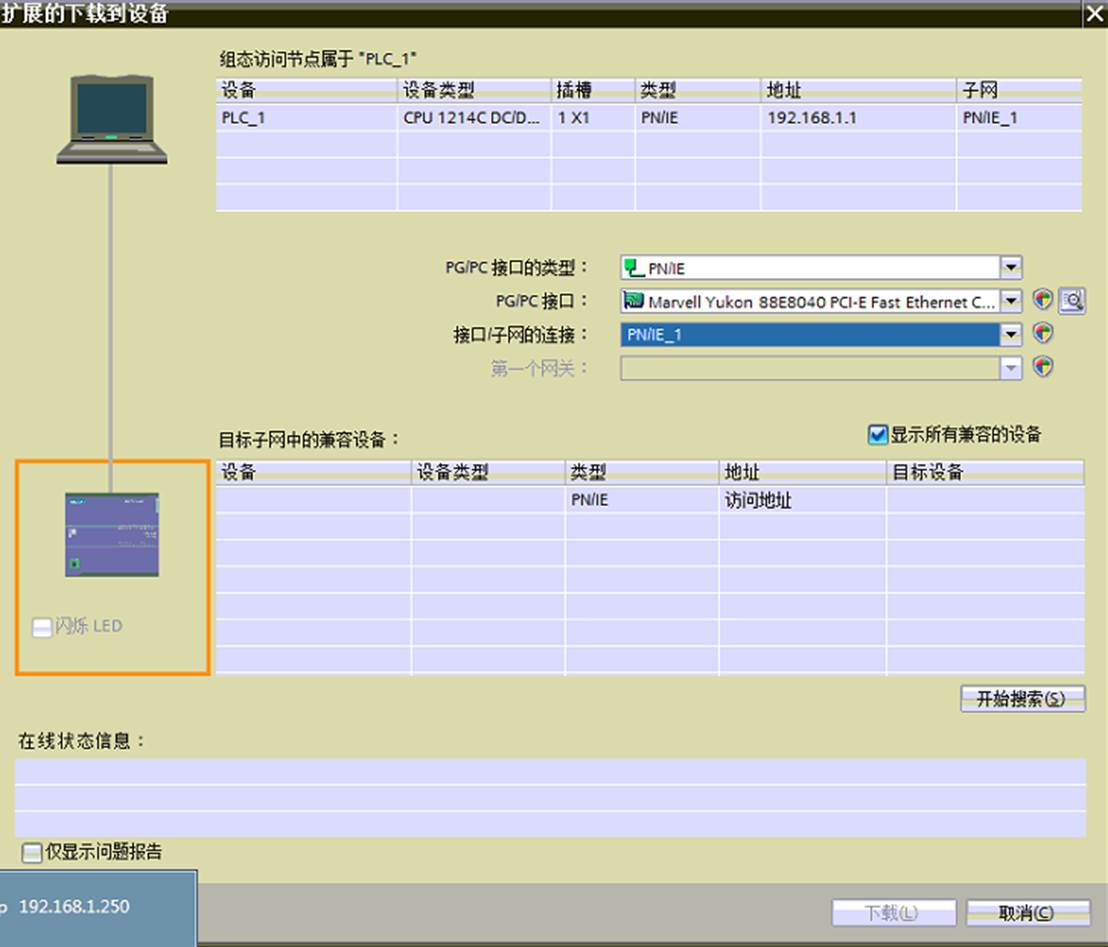 扩展的下载到设备
组态访问节点属于 "PLC_1"
设备 设备类型 插槽 类型 地址 子网
PLC_1 CPU 1214C DC/D... 1 X1 PN/IE 192.168.1.1 PN/IE_1
PG/PC 接口的类型： PN/IE
PG/PC 接口： Marvell Yukon 88E8040 PCI-E Fast Ethernet C...
接口/子网的连接： PN/IE_1
第一个网关：
目标子网中的兼容设备： 显示所有兼容的设备
设备 设备类型 类型 地址 目标设备
PN/IE 访问地址
闪烁 LED
开始搜索(S)
在线状态信息：
仅显示问题报告
p 192.168.1.250
下载(L) 取消(C)